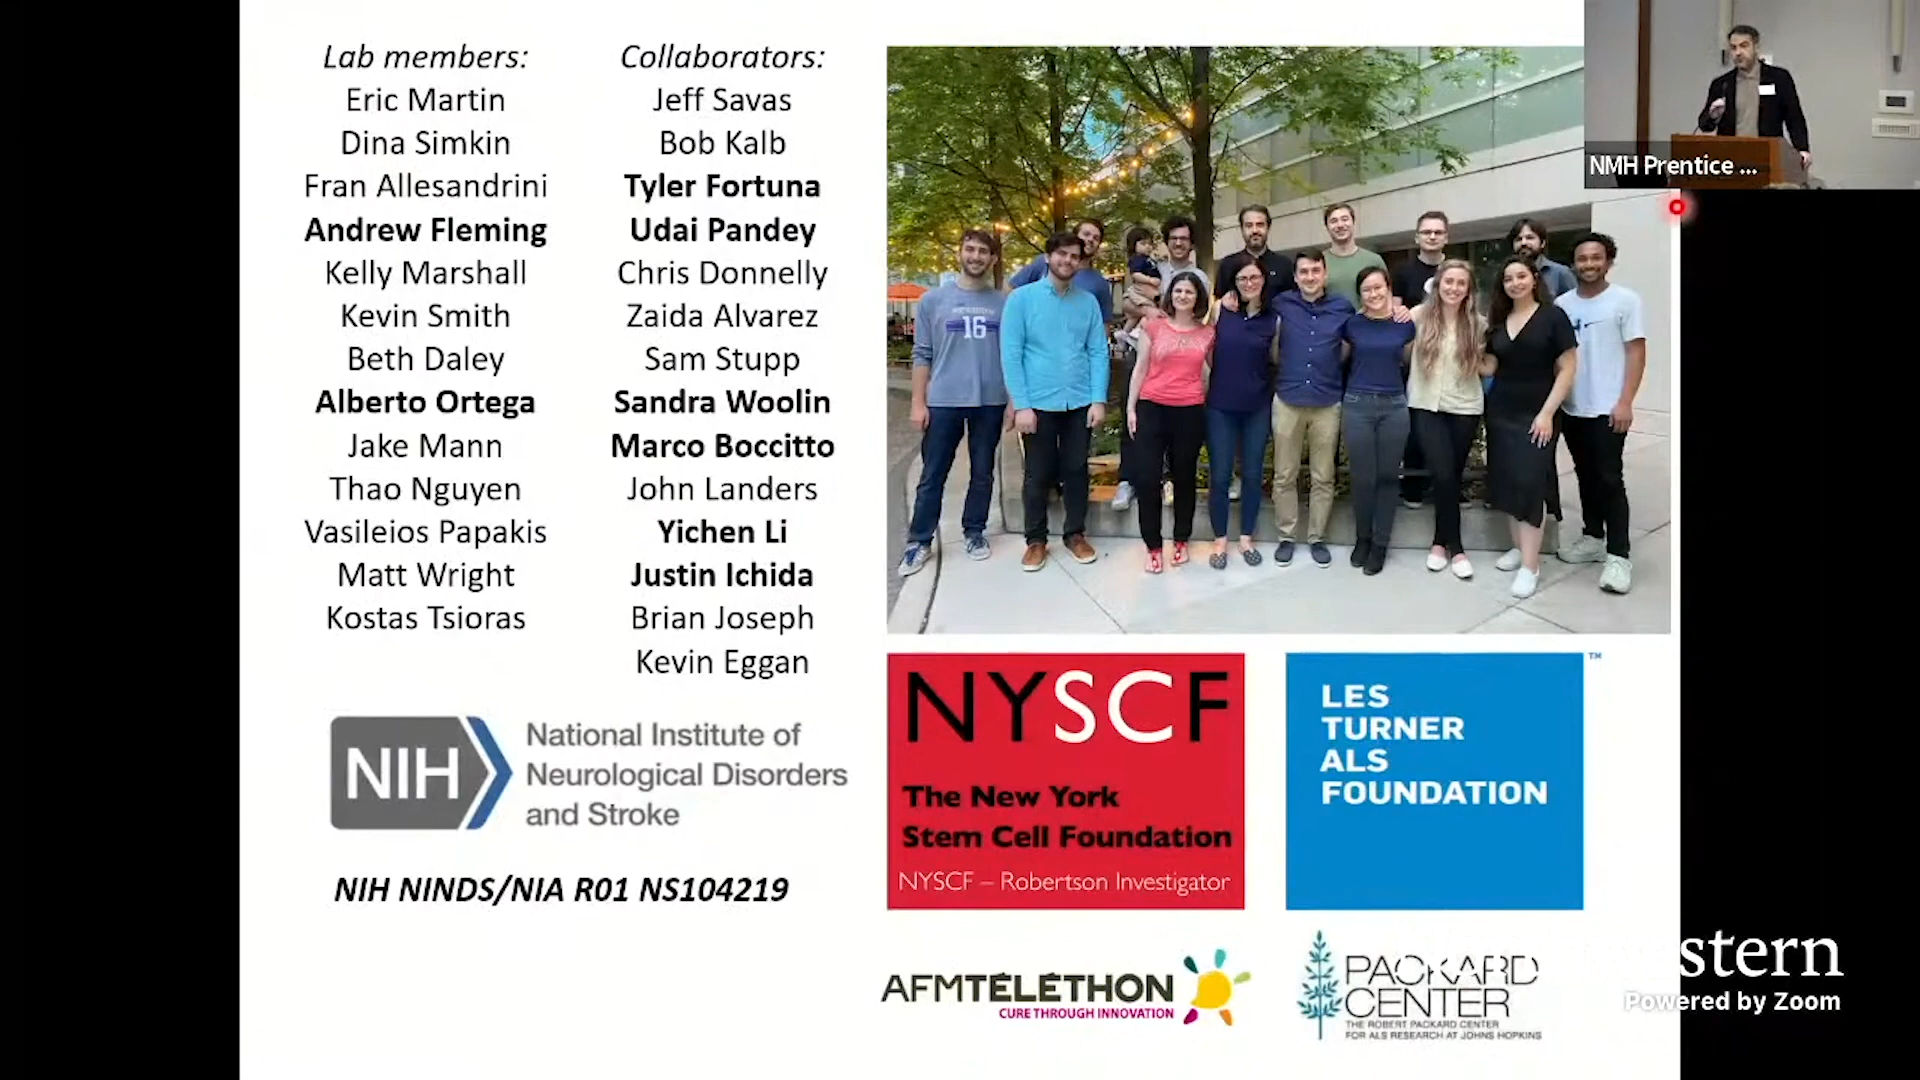 Lab members:
Eric Martin
Dina Simkin
Fran Allesandrini
Andrew Fleming
Kelly Marshall
Kevin Smith
Beth Daley
Alberto Ortega
Jake Mann
Thao Nguyen
Vasileios Papakis
Matt Wright
Kostas Tsioras
Collaborators:
Jeff Savas
Bob Kalb
Tyler Fortuna
Udai Pandey
Chris Donnelly
Zaida Alvarez
Sam Stupp
Sandra Woolin
Marco Boccitto
John Landers
Yichen Li
Justin Ichida
Brian Joseph
Kevin Eggan
NMH Prentice ...
16
NIH
National Institute of
Neurological Disorders
and Stroke
NIH NINDS/NIA R01 NS104219
NYSCF
The New York
Stem Cell Foundation
NYSCF – Robertson Investigator
LES
TURNER
ALS
FOUNDATION
TM
AFMTÉLÉTHON
CURE THROUGH INNOVATION
PACKARD
CENTER
THE ROBERT PACKARD CENTER
FOR ALS RESEARCH AT JOHNS HOPKINS
stern
Powered by Zoom